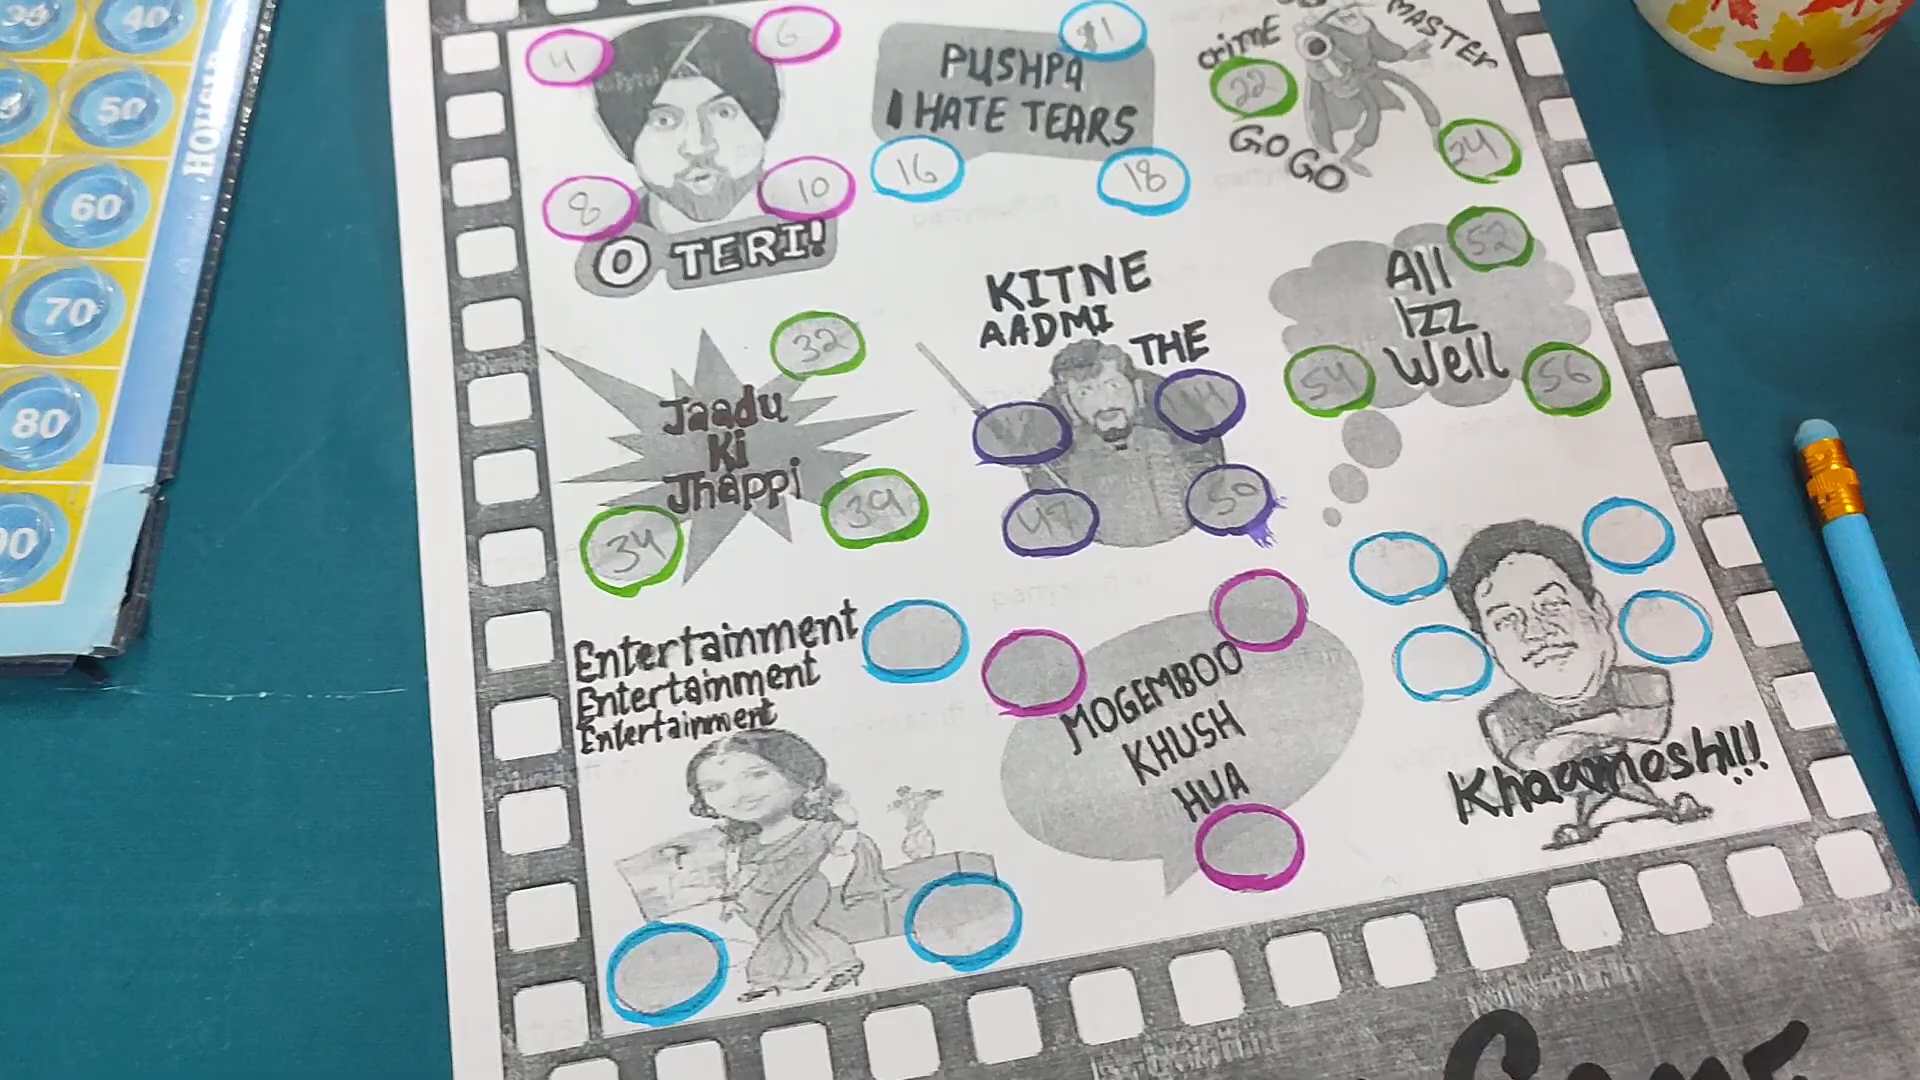 40
50
60
70
80
HOUSIE
4
6
8
10
O TERI!
PUSHPA
I HATE TEARS
16
18
CRIME
MASTER
GOGO
22
24
Jaadu
Ki
Jhappi
32
34
39
KITNE
AADMI
THE
47
50
All
Izz
Well
52
54
56
Entertainment
Entertainment
Entertainment
MOGEMBOO
KHUSH
HUA
Khaamosh!!!